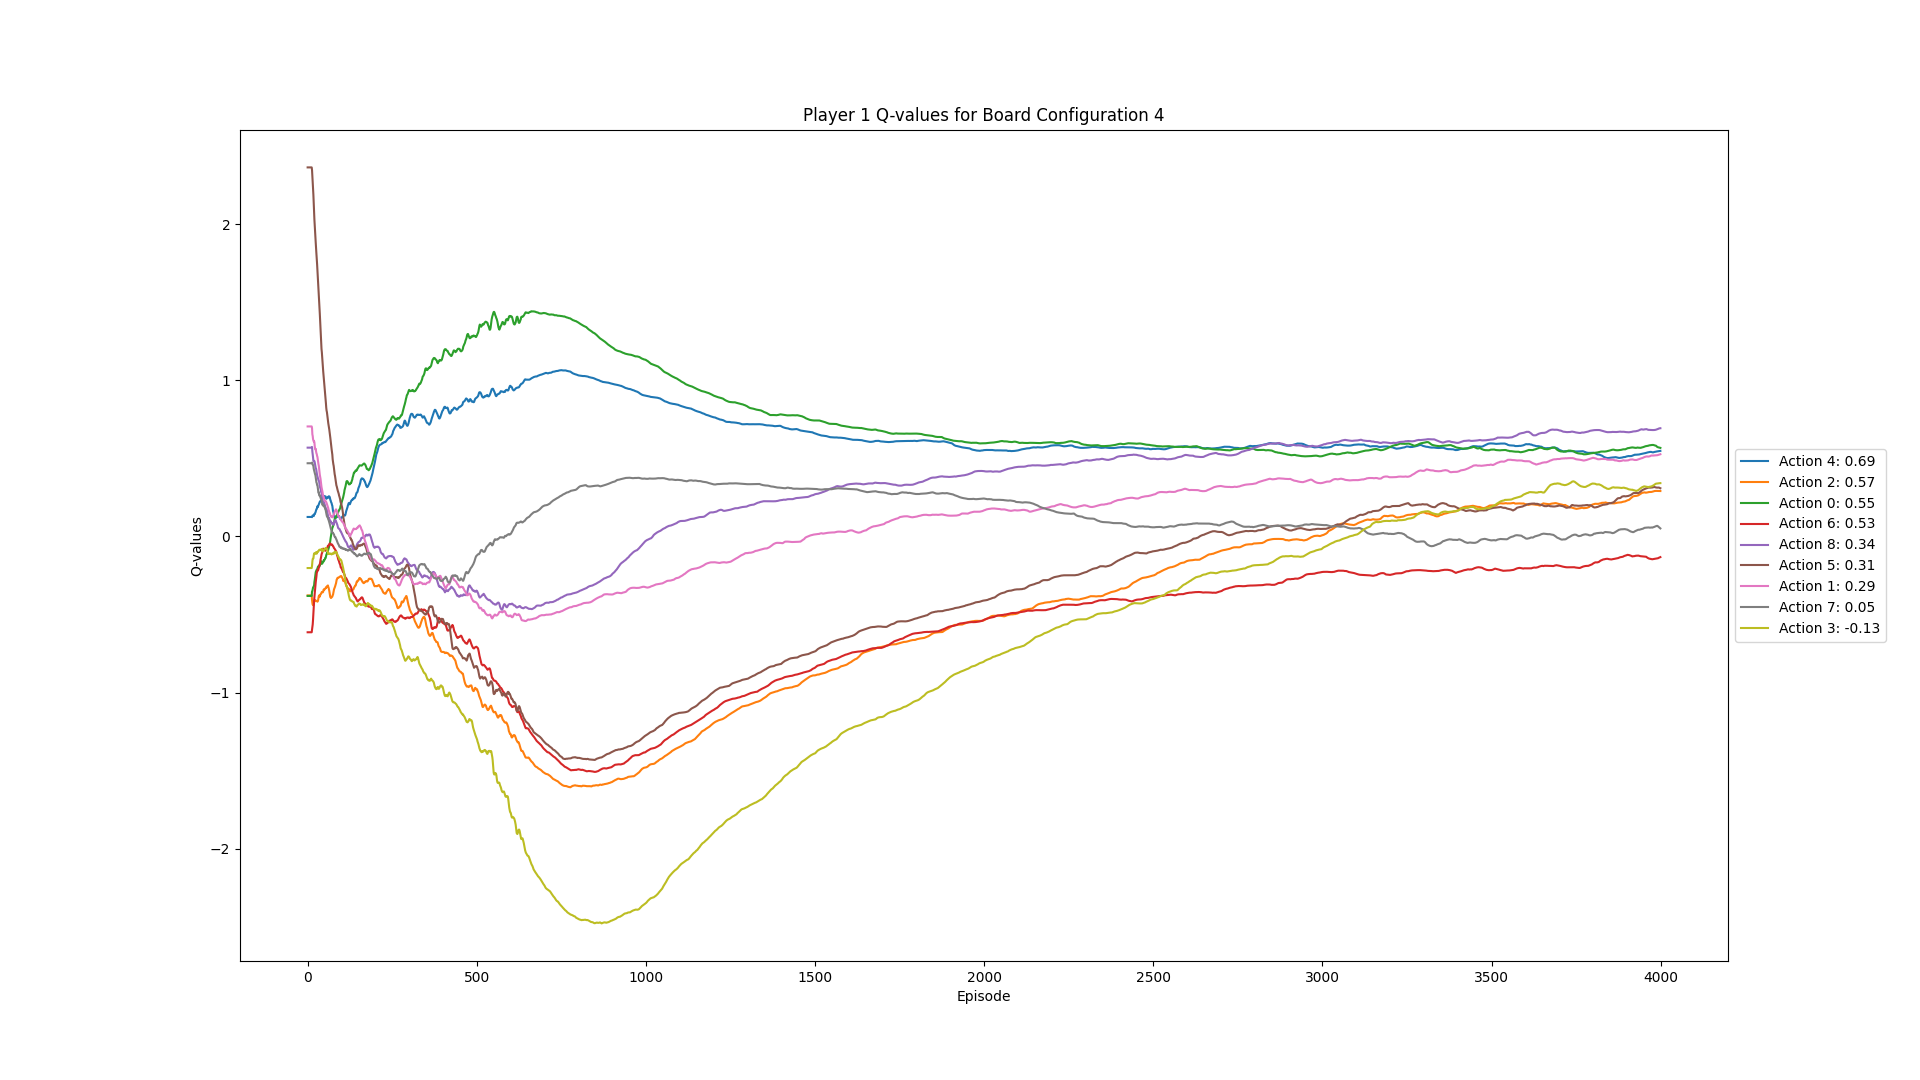 Player 1 Q-values for Board Configuration 4
Q-values
2
1
0
−1
−2
0 500 1000 1500 2000 2500 3000 3500 4000
Episode
Action 4: 0.69
Action 2: 0.57
Action 0: 0.55
Action 6: 0.53
Action 8: 0.34
Action 5: 0.31
Action 1: 0.29
Action 7: 0.05
Action 3: -0.13